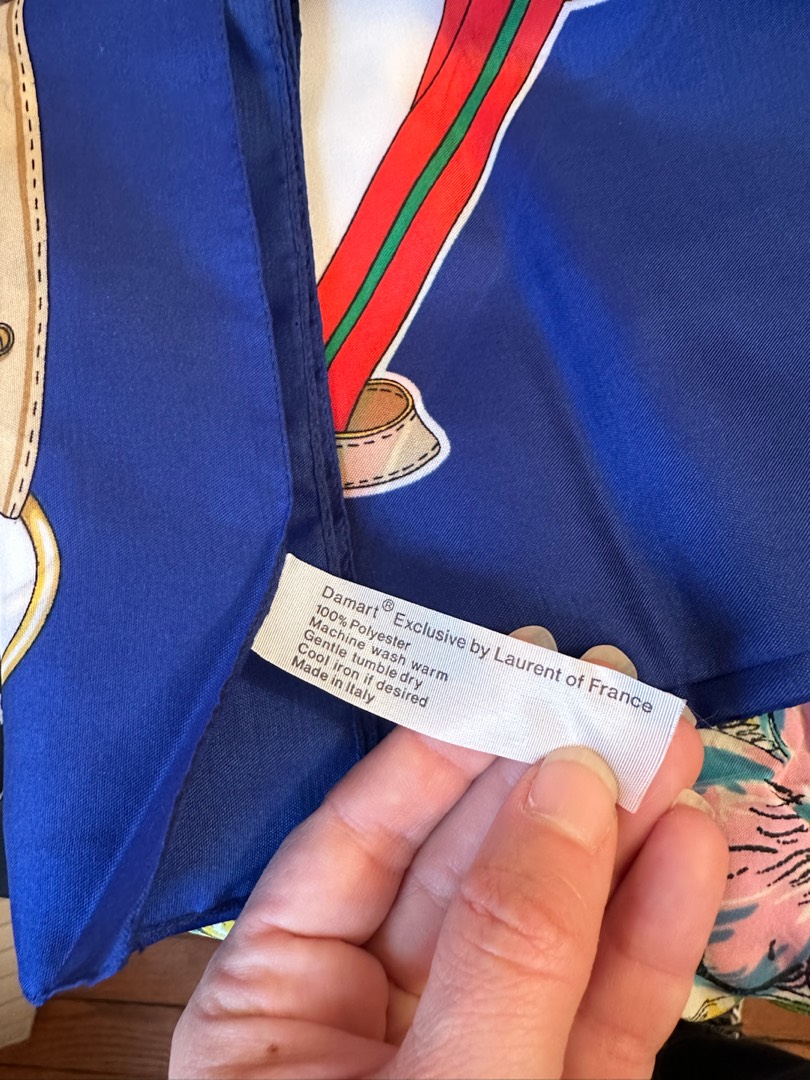 Damart® Exclusive by Laurent of France
100% Polyester
Machine wash warm
Gentle tumble dry
Cool iron if desired
Made in Italy